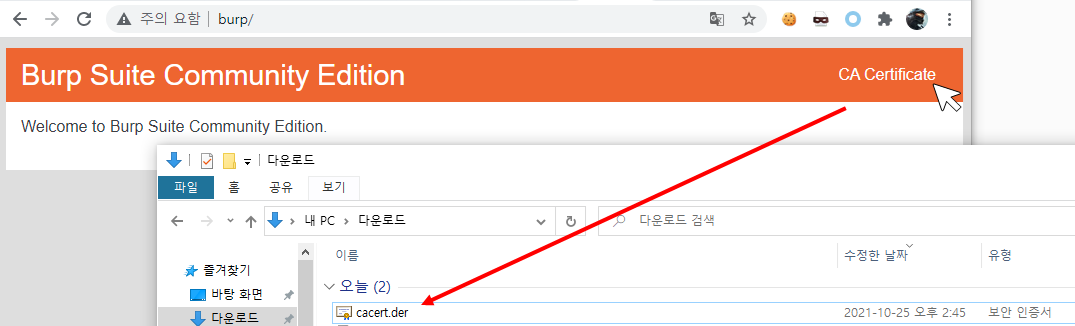 주의 요함 | burp/
Burp Suite Community Edition
CA Certificate
Welcome to Burp Suite Community Edition.
다운로드
파일 홈 공유 보기
내 PC > 다운로드
다운로드 검색
이름 수정한 날짜 유형
즐겨찾기
오늘 (2)
바탕 화면
cacert.der 2021-10-25 오후 2:45 보안 인증서
다운로드